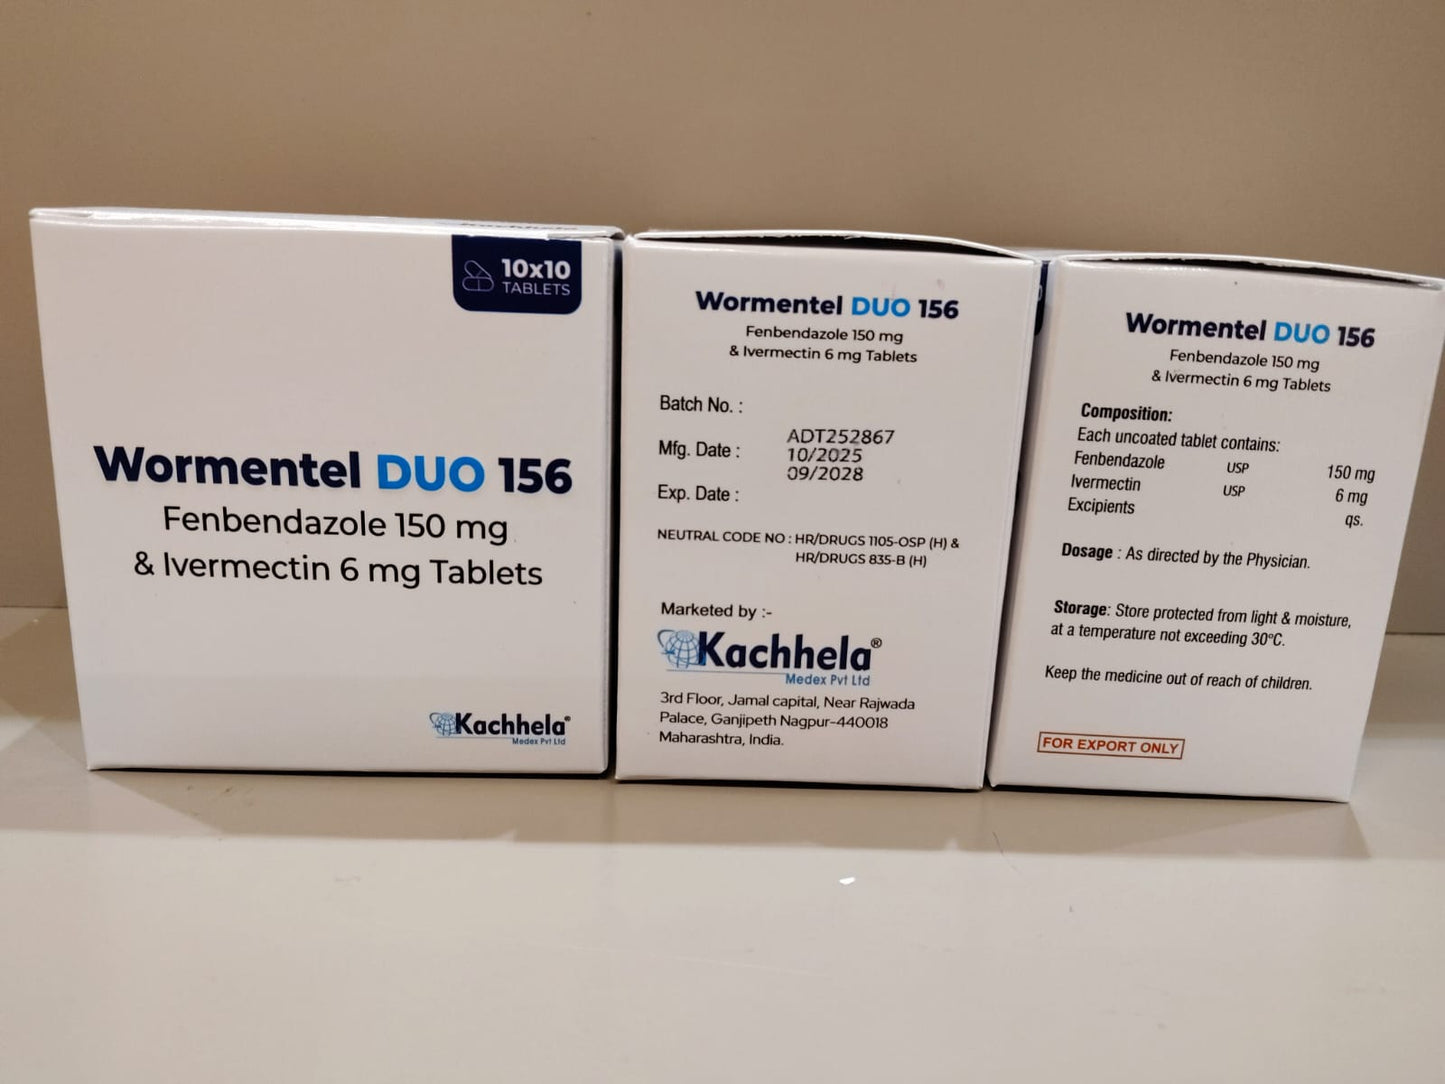 10x10
TABLETS
Wormentel DUO 156
Fenbendazole 150 mg
& Ivermectin 6 mg Tablets
Kachhela®
Medex Pvt Ltd
Wormentel DUO 156
Fenbendazole 150 mg
& Ivermectin 6 mg Tablets
Batch No. :
ADT252867
Mfg. Date :
10/2025
09/2028
Exp. Date :
NEUTRAL CODE NO : HR/DRUGS 1105-OSP (H) &
HR/DRUGS 835-B (H)
Marketed by :-
Kachhela®
Medex Pvt Ltd
3rd Floor, Jamal capital, Near Rajwada
Palace, Ganjipeth Nagpur-440018
Maharashtra, India.
Wormentel DUO 156
Fenbendazole 150 mg
& Ivermectin 6 mg Tablets
Composition:
Each uncoated tablet contains:
Fenbendazole USP 150 mg
Ivermectin USP 6 mg
Excipients qs.
Dosage : As directed by the Physician.
Storage: Store protected from light & moisture,
at a temperature not exceeding 30°C.
Keep the medicine out of reach of children.
FOR EXPORT ONLY